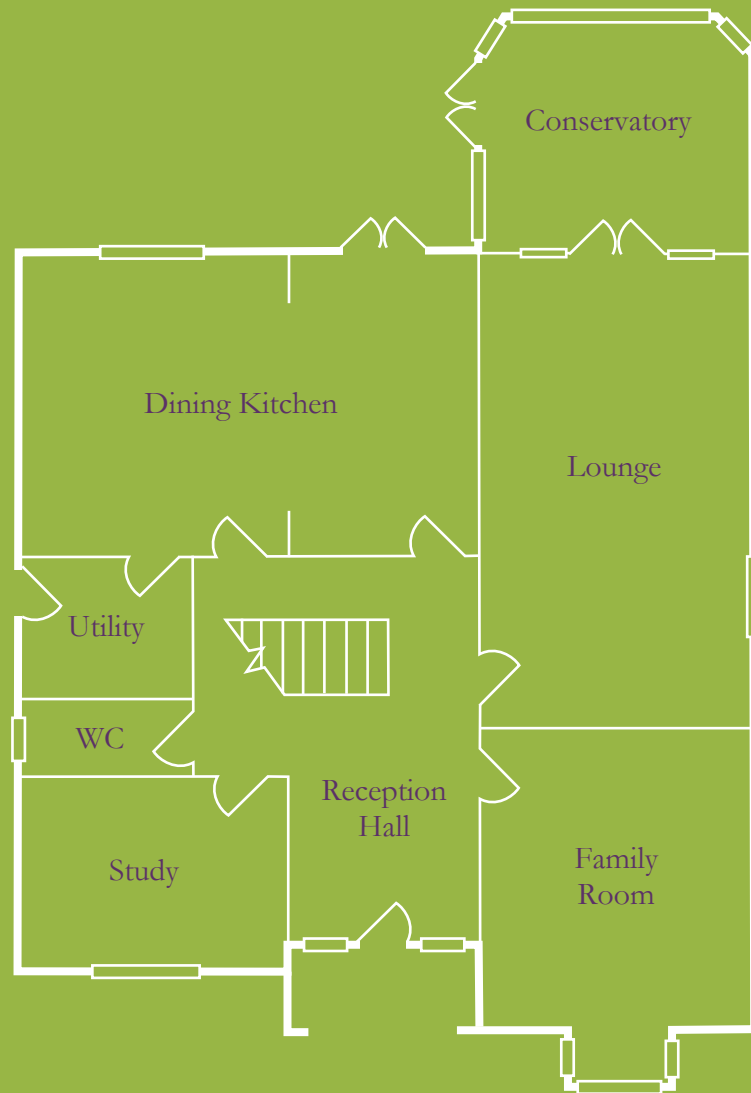 Conservatory
Dining Kitchen
Lounge
Utility
WC
Reception
Hall
Study
Family
Room